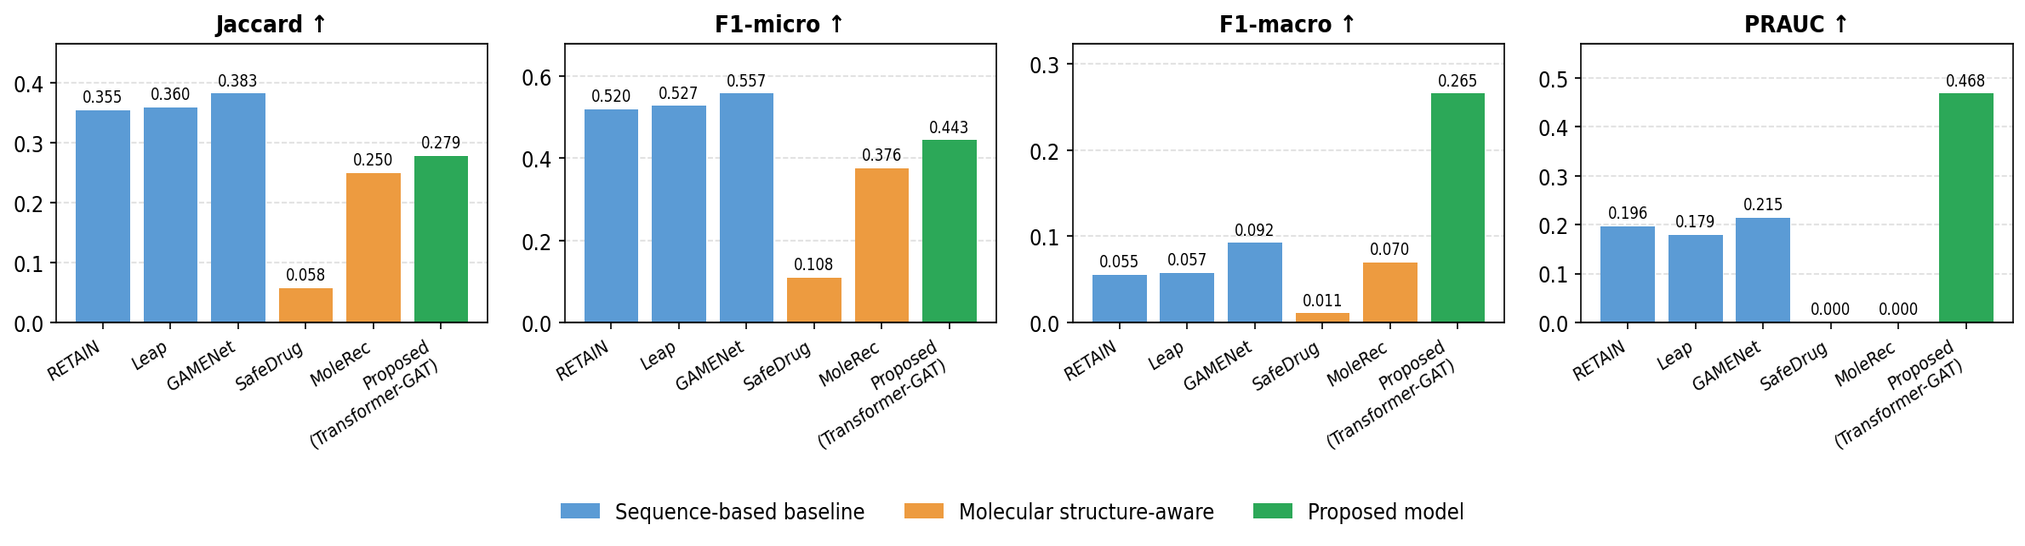 Jaccard ↑
0.4
0.3
0.2
0.1
0.0
0.355
0.360
0.383
0.058
0.250
0.279
RETAIN
Leap
GAMENet
SafeDrug
MoleRec
Proposed
(Transformer-GAT)
F1-micro ↑
0.6
0.4
0.2
0.0
0.520
0.527
0.557
0.108
0.376
0.443
RETAIN
Leap
GAMENet
SafeDrug
MoleRec
Proposed
(Transformer-GAT)
F1-macro ↑
0.3
0.2
0.1
0.0
0.055
0.057
0.092
0.011
0.070
0.265
RETAIN
Leap
GAMENet
SafeDrug
MoleRec
Proposed
(Transformer-GAT)
PRAUC ↑
0.5
0.4
0.3
0.2
0.1
0.0
0.196
0.179
0.215
0.000
0.000
0.468
RETAIN
Leap
GAMENet
SafeDrug
MoleRec
Proposed
(Transformer-GAT)
Sequence-based baseline
Molecular structure-aware
Proposed model